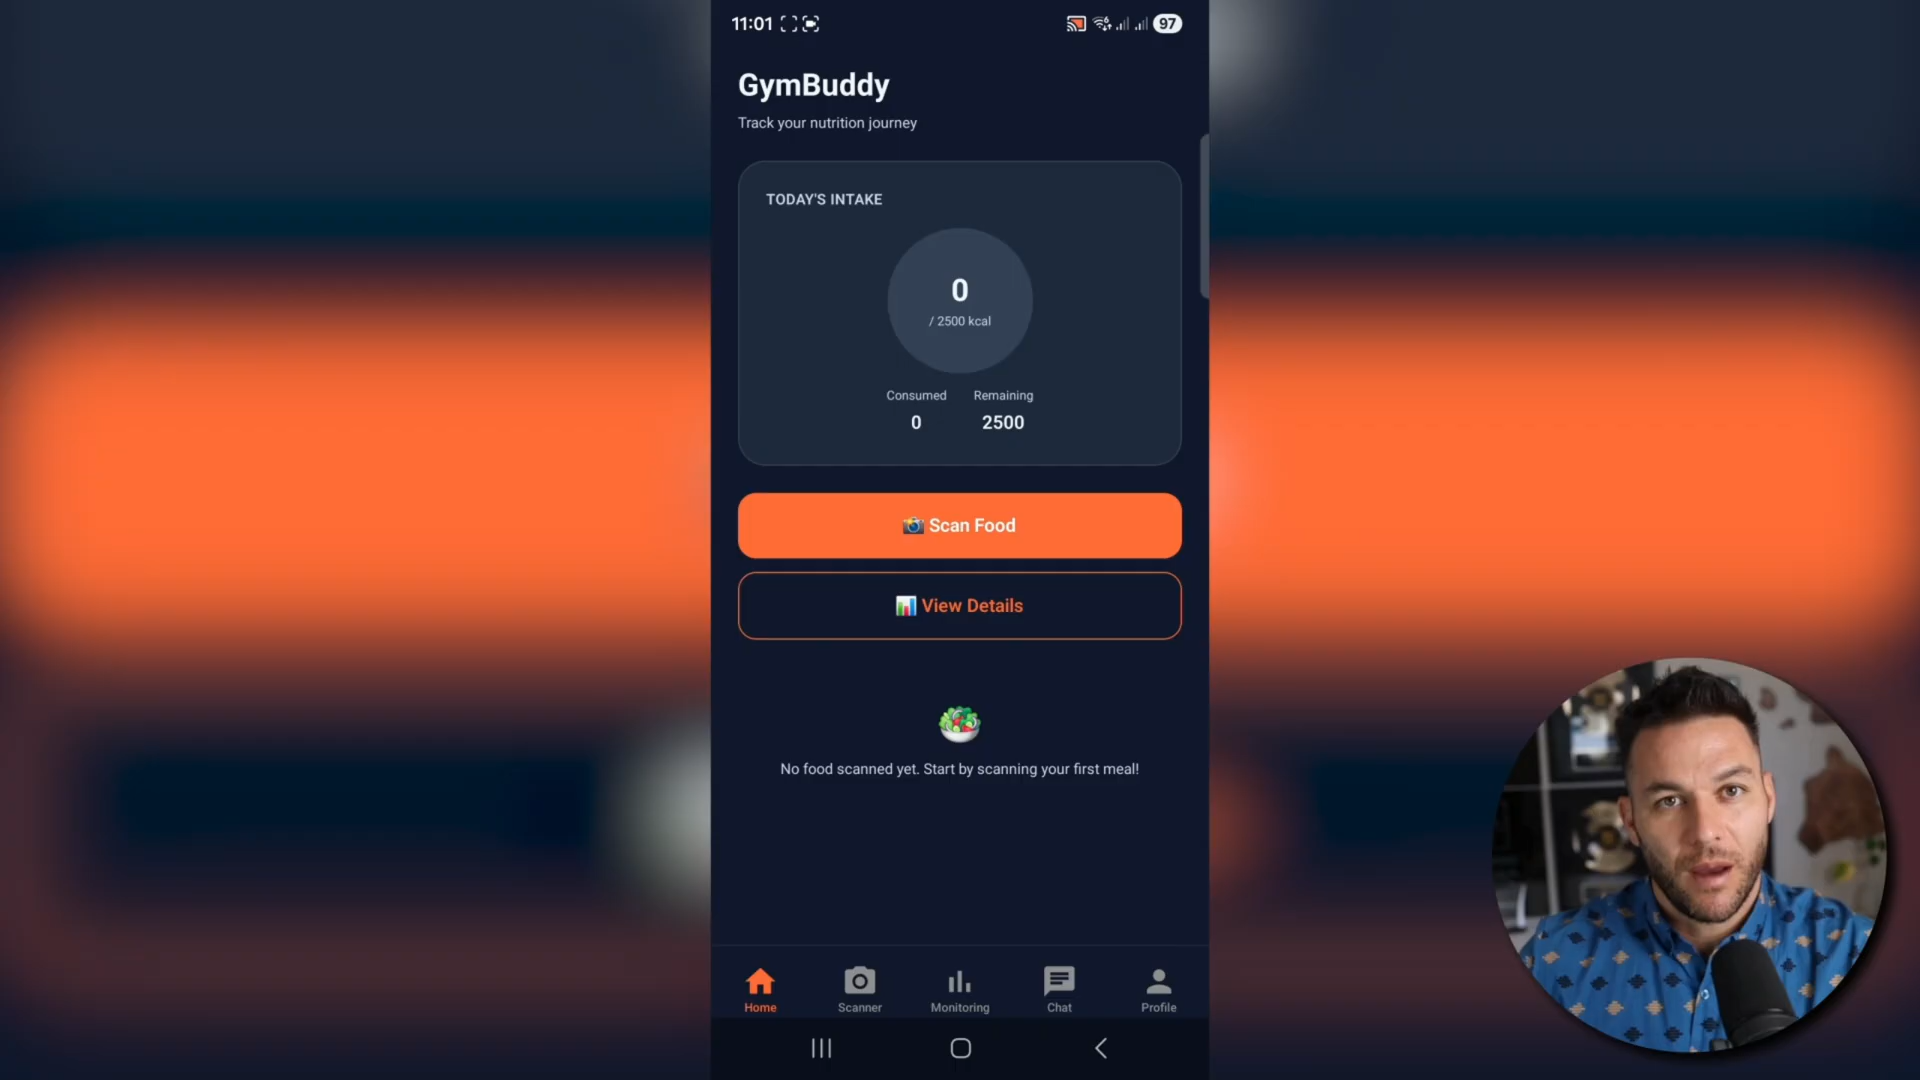 11:01
97
GymBuddy
Track your nutrition journey
TODAY'S INTAKE
0
/ 2500 kcal
Consumed
Remaining
0
2500
Scan Food
View Details
No food scanned yet. Start by scanning your first meal!
Home
Scanner
Monitoring
Chat
Profile